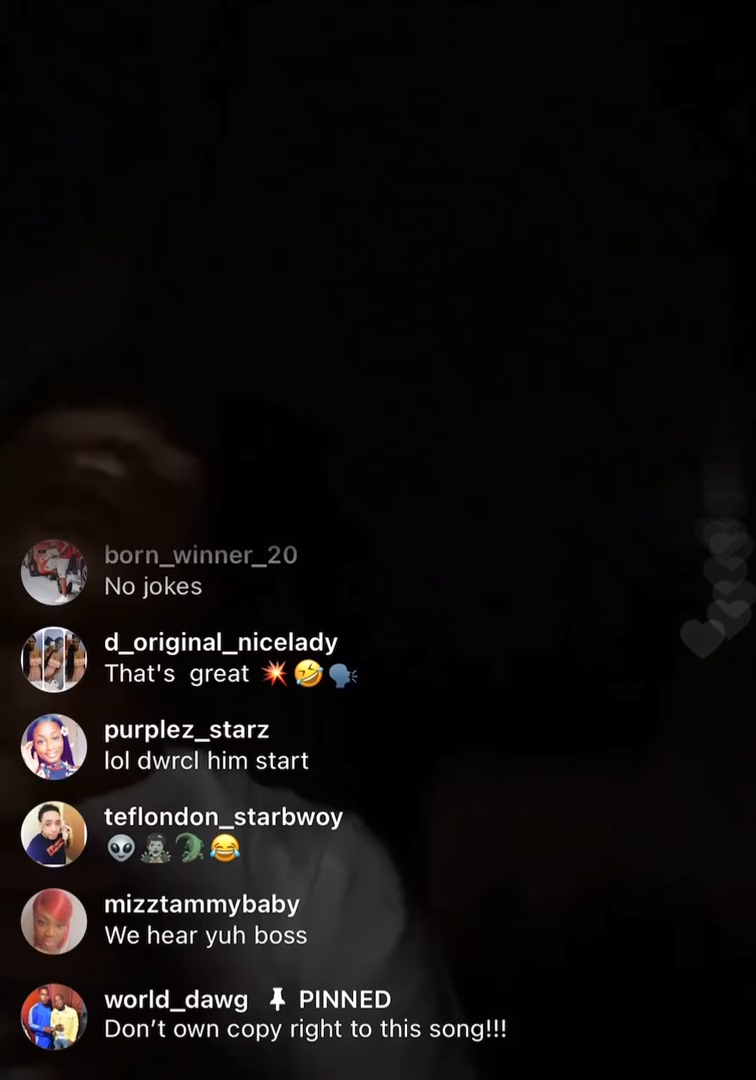 born_winner_20
No jokes
d_original_nicelady
That's  great 💥🤣🗣️
purplez_starz
lol dwrcl him start
teflondon_starbwoy
👽🧛🏻‍♂️🐊😂
mizztammybaby
We hear yuh boss
world_dawg 📌 PINNED
Don’t own copy right to this song!!!